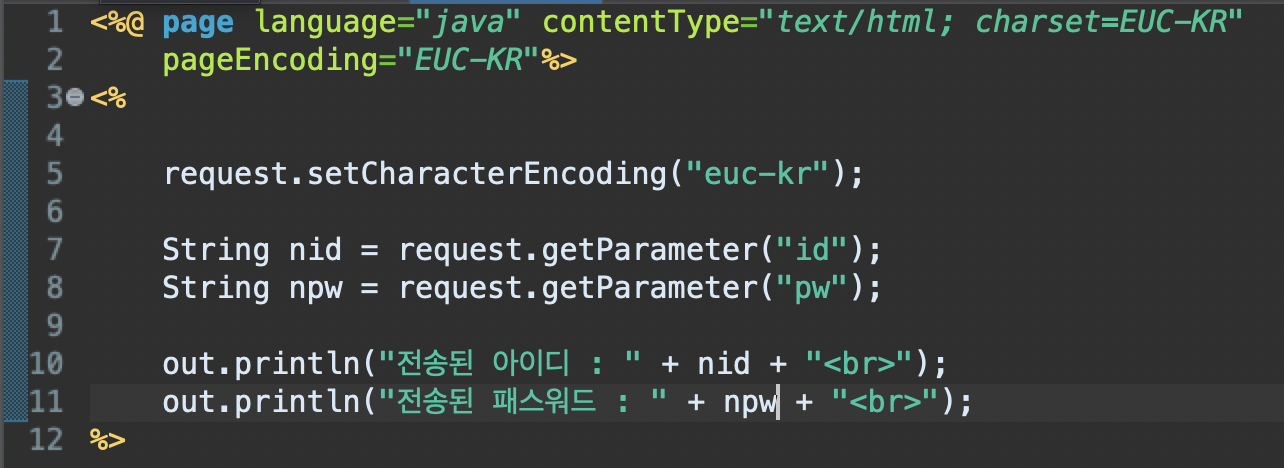 1 <%@ page language="java" contentType="text/html; charset=EUC-KR"
2     pageEncoding="EUC-KR"%>
3 <%
4
5     request.setCharacterEncoding("euc-kr");
6
7     String nid = request.getParameter("id");
8     String npw = request.getParameter("pw");
9
10     out.println("전송된 아이디 : " + nid + "<br>");
11     out.println("전송된 패스워드 : " + npw + "<br>");
12 %>